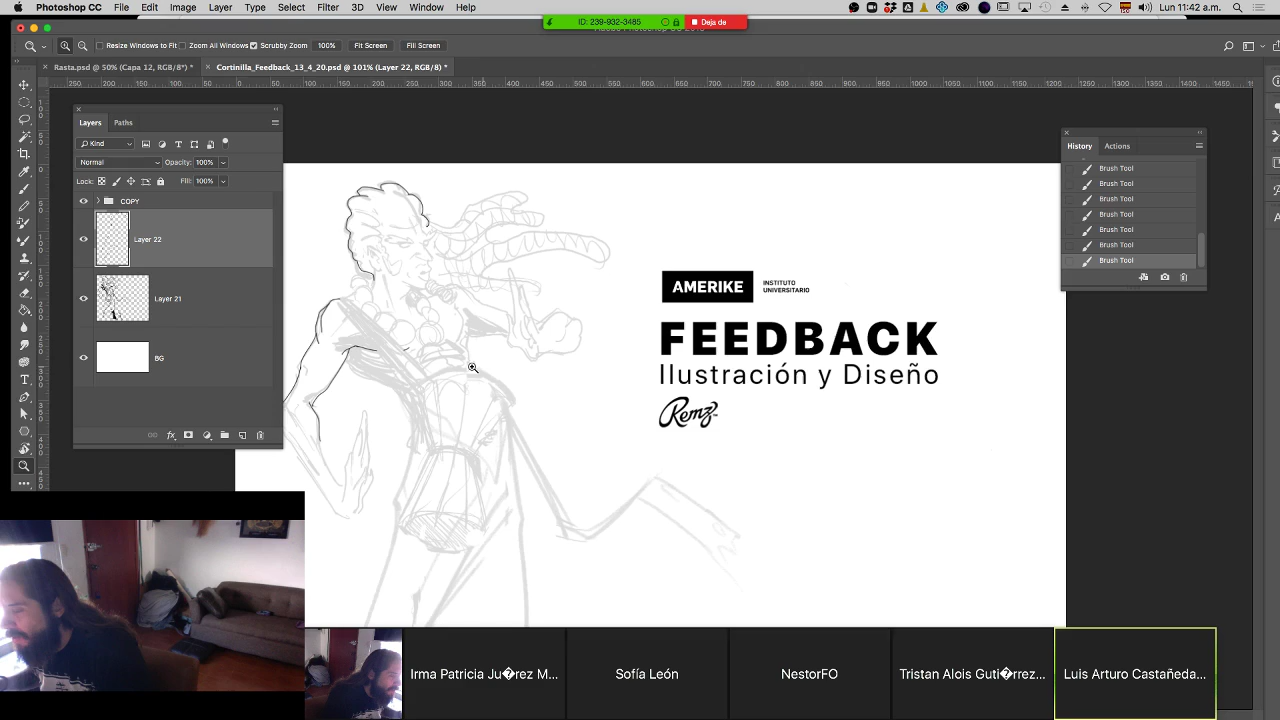 Photoshop CC File Edit Image Layer Type Select Filter 3D View Window Help
Lun 11:42 a.m.
ID: 239-932-3485
Deja de
Resize Windows to Fit Zoom All Windows Scrubby Zoom 100% Fit Screen Fill Screen
Rasta.psd @ 50% (Capa 12, RGB/8*) *
Cortinilla_Feedback_13_4_20.psd @ 101% (Layer 22, RGB/8) *
Layers Paths
Kind
Normal Opacity: 100%
Lock: Fill: 100%
COPY
Layer 22
Layer 21
BG
History Actions
Brush Tool
Brush Tool
Brush Tool
Brush Tool
Brush Tool
Brush Tool
Brush Tool
AMERIKE
INSTITUTO
UNIVERSITARIO
FEEDBACK
Ilustración y Diseño
Remz
Irma Patricia Ju�rez M...
Sofía León
NestorFO
Tristan Alois Guti�rrez...
Luis Arturo Castañeda...